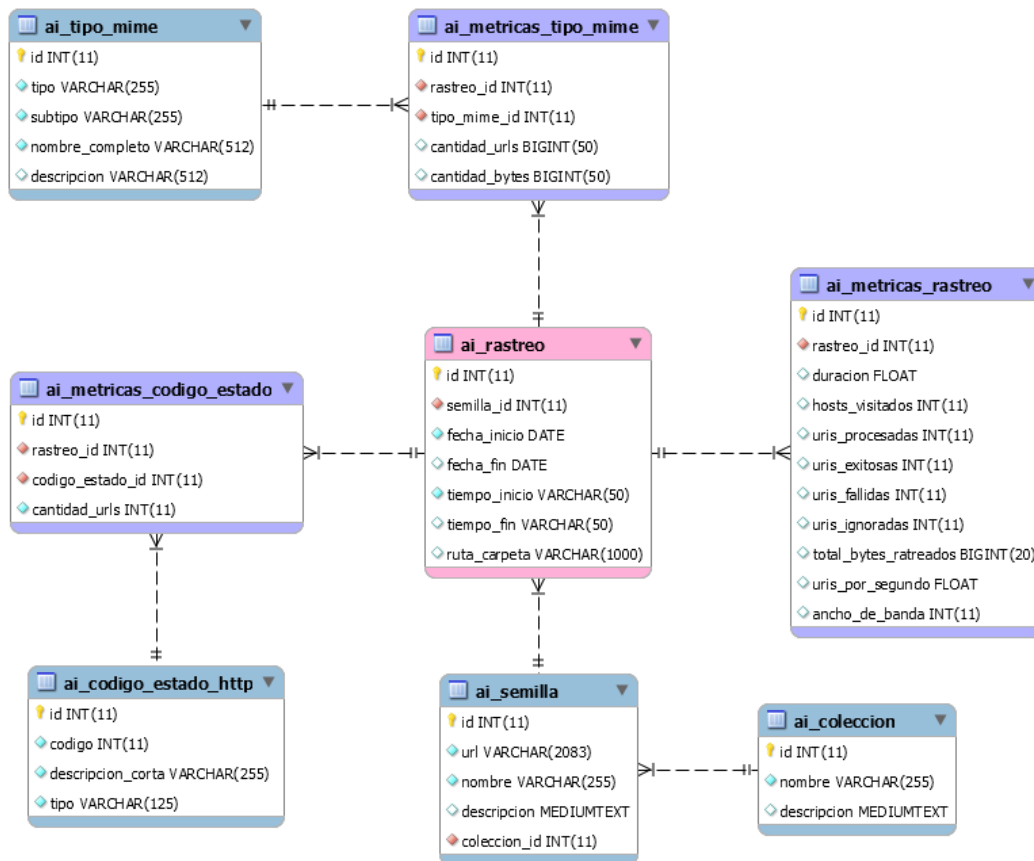 ai_tipo_mime
id INT(11)
tipo VARCHAR(255)
subtipo VARCHAR(255)
nombre_completo VARCHAR(512)
descripcion VARCHAR(512)
ai_metricas_tipo_mime
id INT(11)
rastreo_id INT(11)
tipo_mime_id INT(11)
cantidad_urls BIGINT(50)
cantidad_bytes BIGINT(50)
ai_metricas_rastreo
id INT(11)
rastreo_id INT(11)
duracion FLOAT
hosts_visitados INT(11)
uris_procesadas INT(11)
uris_exitosas INT(11)
uris_fallidas INT(11)
uris_ignoradas INT(11)
total_bytes_ratreados BIGINT(20)
uris_por_segundo FLOAT
ancho_de_banda INT(11)
ai_rastreo
id INT(11)
semilla_id INT(11)
fecha_inicio DATE
fecha_fin DATE
tiempo_inicio VARCHAR(50)
tiempo_fin VARCHAR(50)
ruta_carpeta VARCHAR(1000)
ai_metricas_codigo_estado
id INT(11)
rastreo_id INT(11)
codigo_estado_id INT(11)
cantidad_urls INT(11)
ai_codigo_estado_http
id INT(11)
codigo INT(11)
descripcion_corta VARCHAR(255)
tipo VARCHAR(125)
ai_semilla
id INT(11)
url VARCHAR(2083)
nombre VARCHAR(255)
descripcion MEDIUMTEXT
coleccion_id INT(11)
ai_coleccion
id INT(11)
nombre VARCHAR(255)
descripcion MEDIUMTEXT